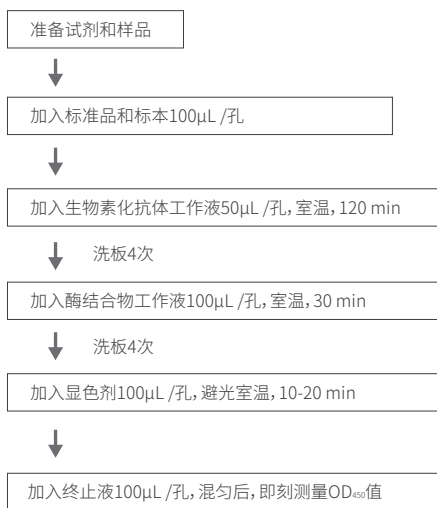 准备试剂和样品
加入标准品和标本100μL /孔
加入生物素化抗体工作液50μL /孔，室温，120 min
洗板4次
加入酶结合物工作液100μL /孔，室温，30 min
洗板4次
加入显色剂100μL /孔，避光室温，10-20 min
加入终止液100μL /孔，混匀后，即刻测量OD₄₅₀值